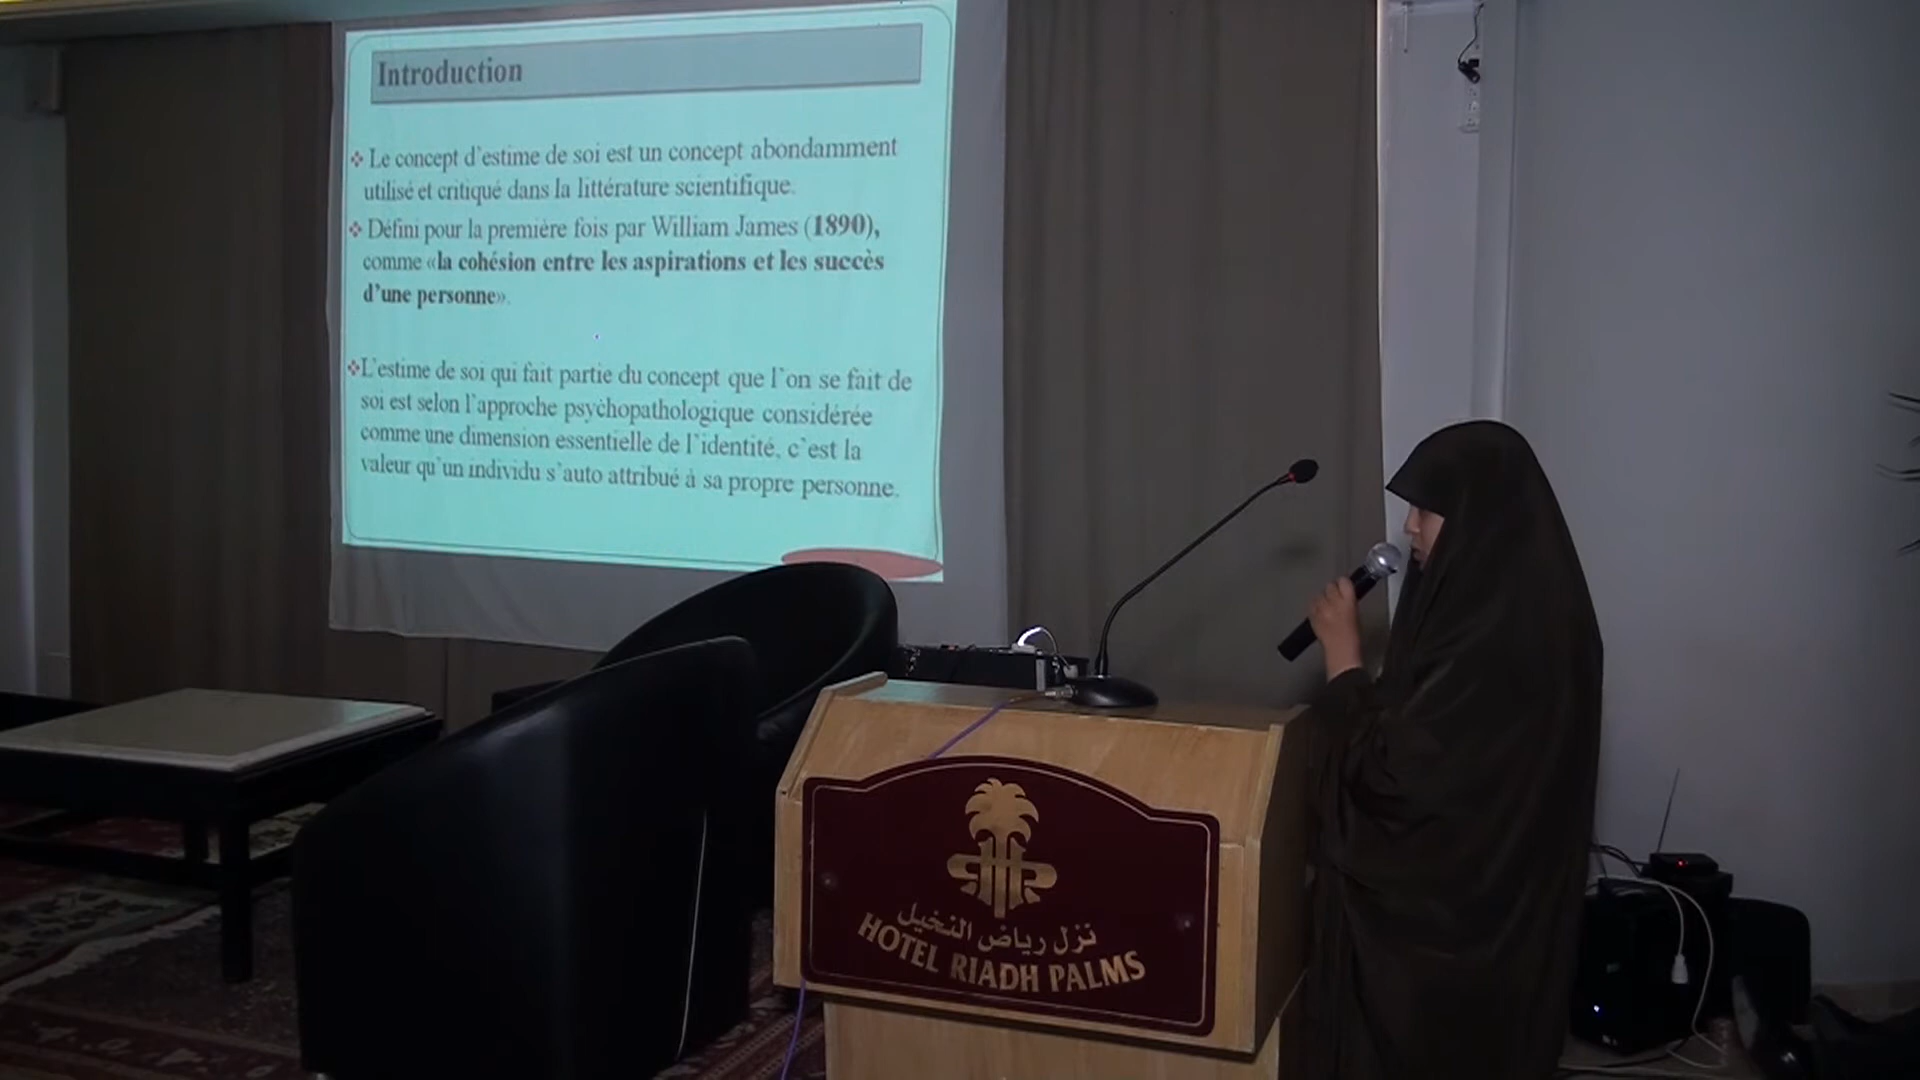 Introduction
❖ Le concept d'estime de soi est un concept abondamment
utilisé et critiqué dans la littérature scientifique.
❖ Défini pour la première fois par William James (1890),
comme «la cohésion entre les aspirations et les succès
d'une personne».
❖L'estime de soi qui fait partie du concept que l'on se fait de
soi est selon l'approche psychopathologique considérée
comme une dimension essentielle de l'identité, c'est la
valeur qu'un individu s'auto attribué à sa propre personne.
نزل رياض النخيل
HOTEL RIADH PALMS